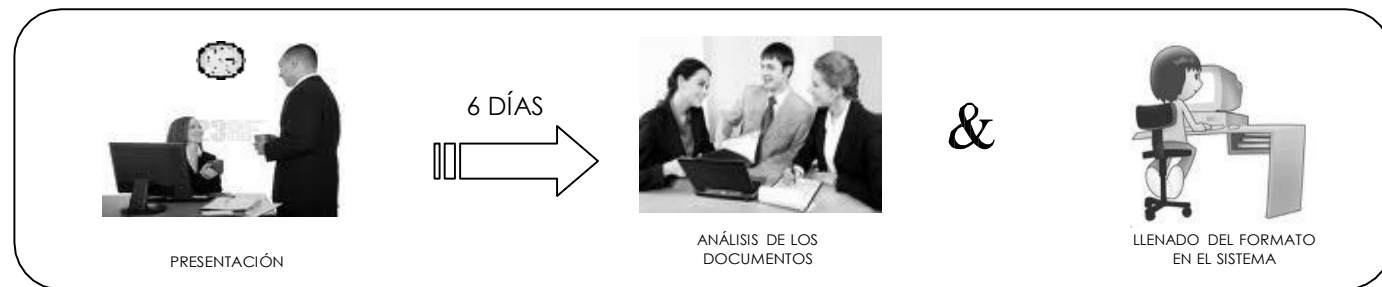 6 DÍAS
&
PRESENTACIÓN
ANÁLISIS DE LOS
DOCUMENTOS
LLENADO DEL FORMATO
EN EL SISTEMA